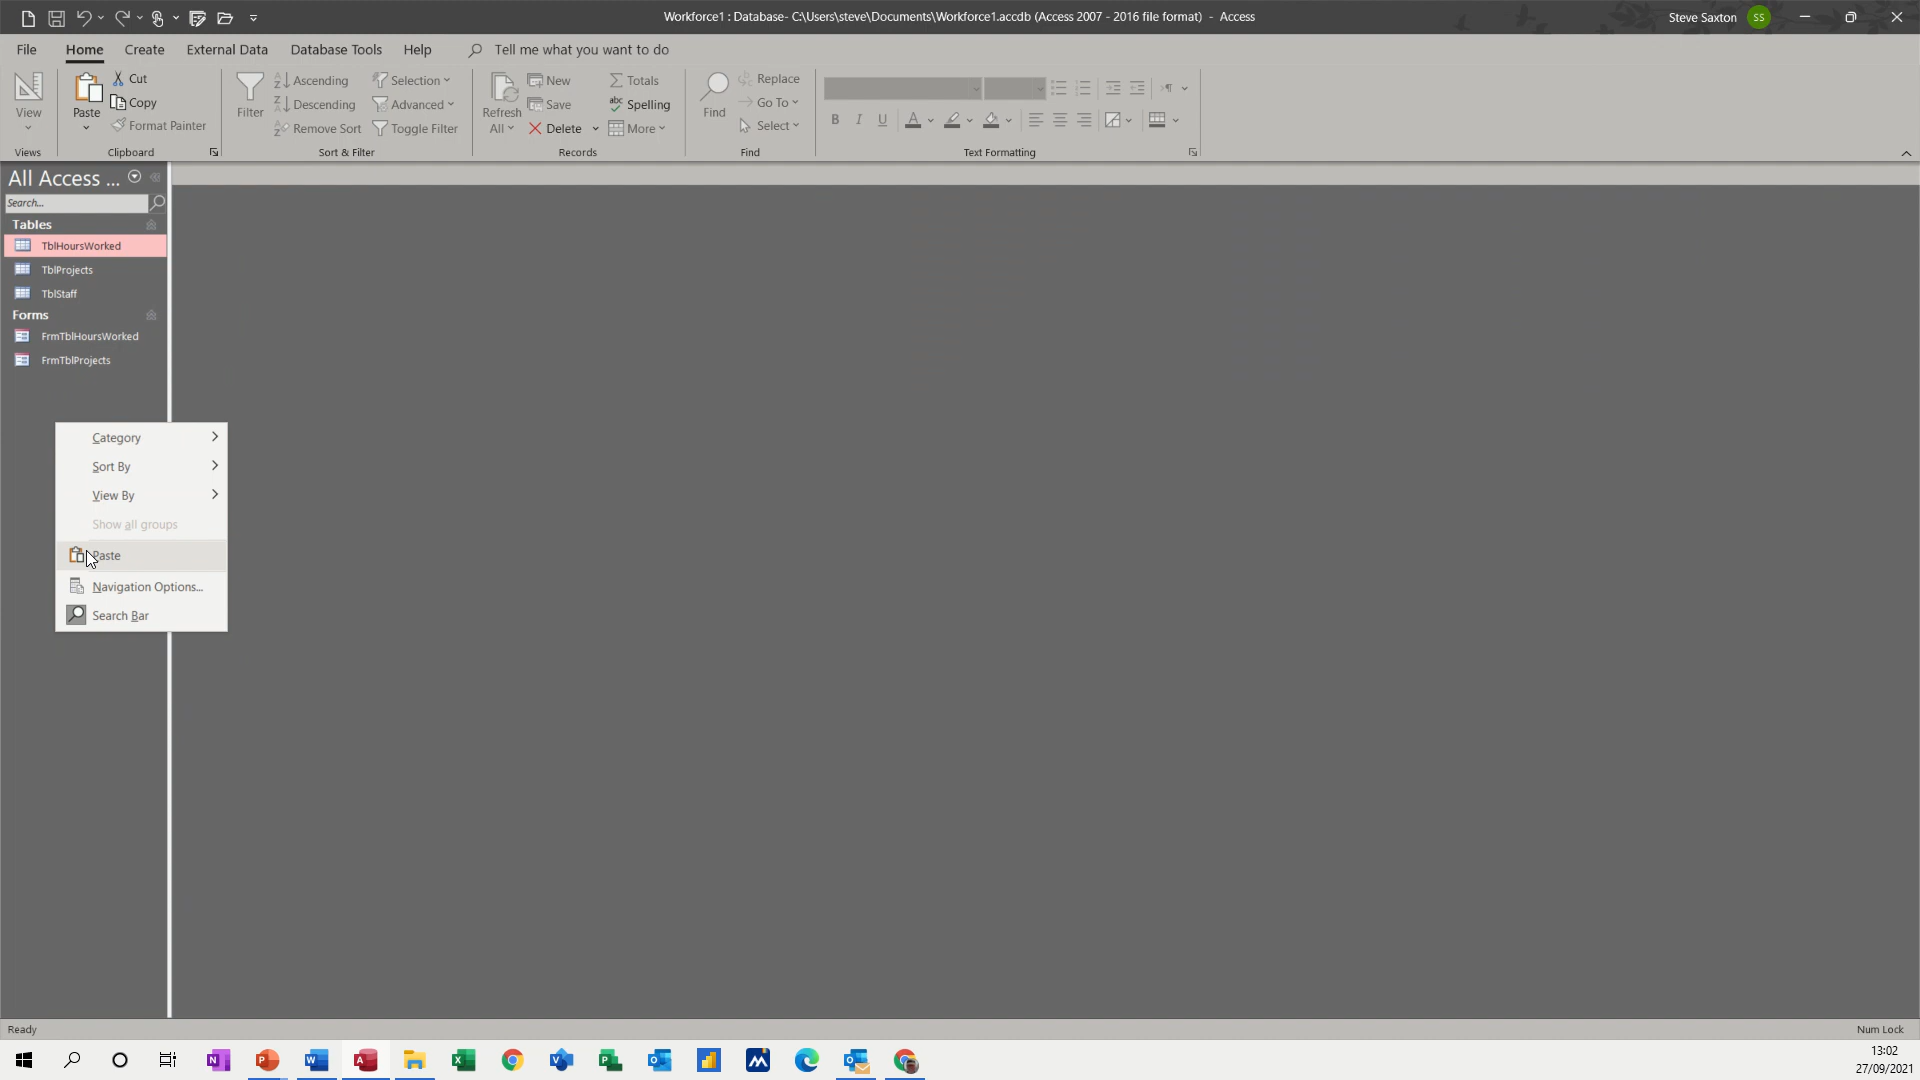 Workforce1 : Database- C:\Users\steve\Documents\Workforce1.accdb (Access 2007 - 2016 file format) - Access
Steve Saxton SS
File Home Create External Data Database Tools Help Tell me what you want to do
View
Views
Paste
Cut
Copy
Format Painter
Clipboard
Filter
Ascending
Descending
Remove Sort
Selection
Advanced
Toggle Filter
Sort & Filter
Refresh
All
New
Save
Delete
Totals
Spelling
More
Records
Find
Replace
Go To
Select
Find
B I U
Text Formatting
All Access ...
Search...
Tables
TblHoursWorked
TblProjects
TblStaff
Forms
FrmTblHoursWorked
FrmTblProjects
Category
Sort By
View By
Show all groups
Paste
Navigation Options...
Search Bar
Ready
Num Lock
13:02
27/09/2021